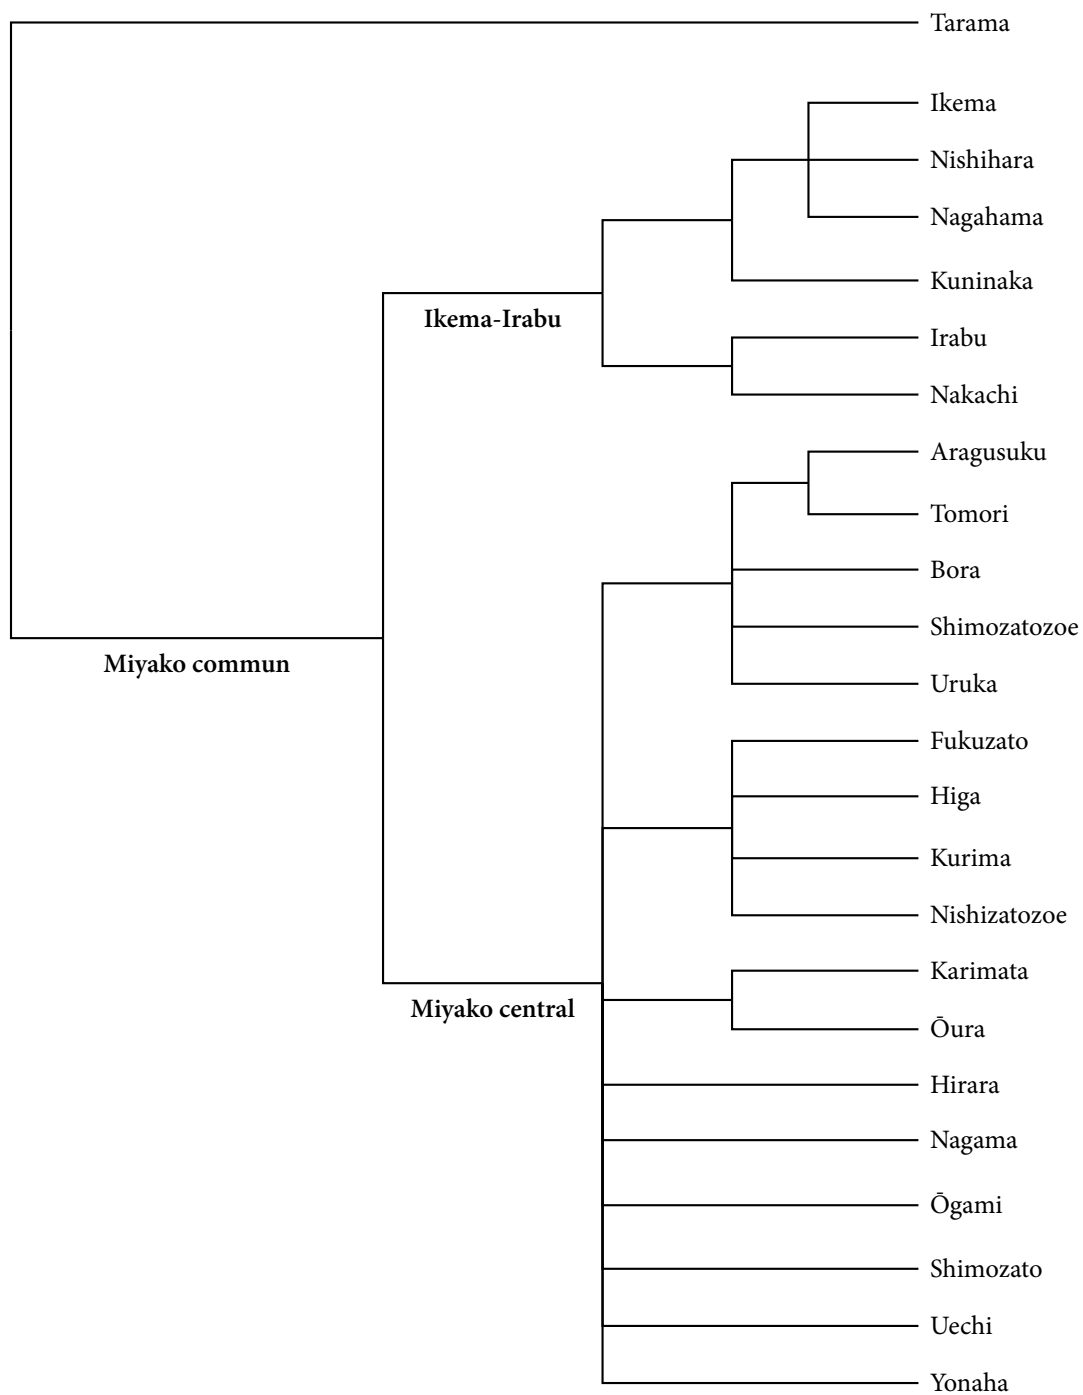 Tarama
Ikema
Nishihara
Nagahama
Kuninaka
Ikema-Irabu
Irabu
Nakachi
Aragusuku
Tomori
Bora
Shimozatozoe
Miyako commun
Uruka
Fukuzato
Higa
Kurima
Nishizatozoe
Karimata
Miyako central
Ōura
Hirara
Nagama
Ōgami
Shimozato
Uechi
Yonaha